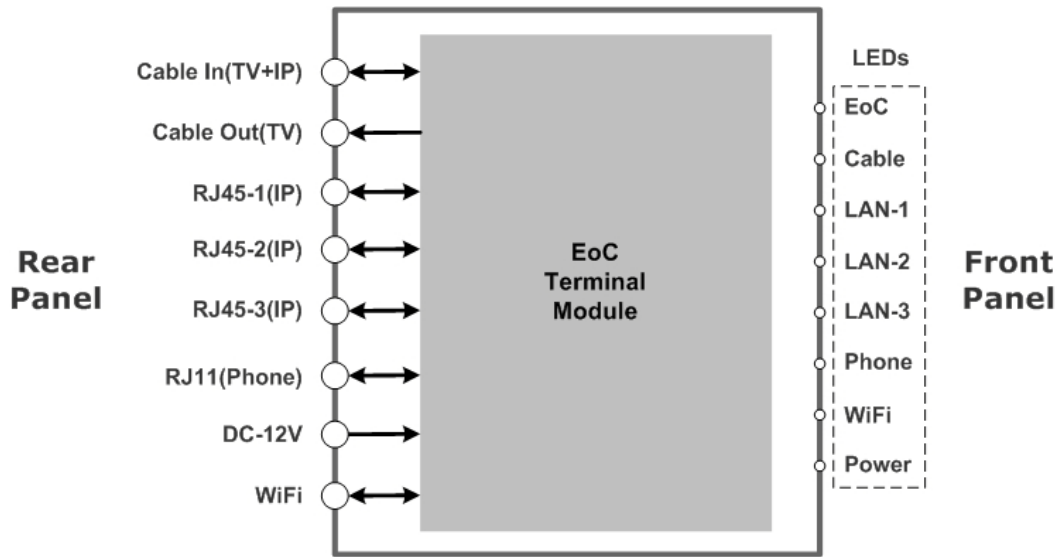 Rear
Panel
Cable In(TV+IP)
Cable Out(TV)
RJ45-1(IP)
RJ45-2(IP)
RJ45-3(IP)
RJ11(Phone)
DC-12V
WiFi
EoC
Terminal
Module
LEDs
EoC
Cable
LAN-1
LAN-2
LAN-3
Phone
WiFi
Power
Front
Panel